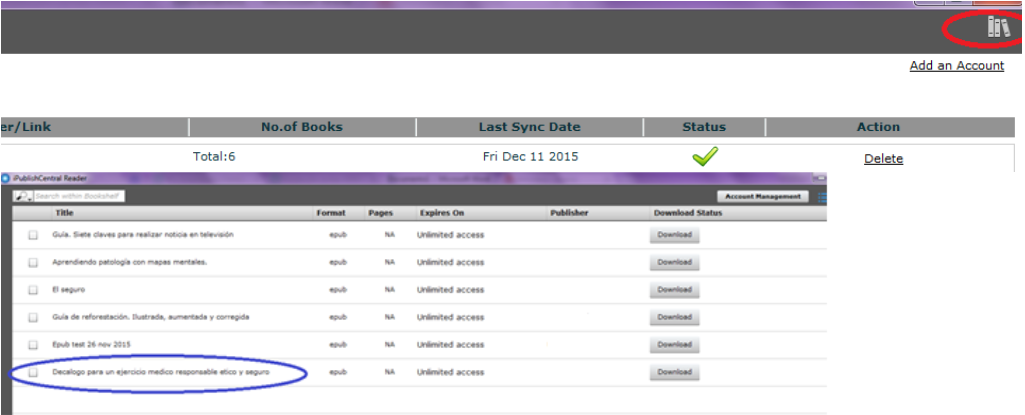 Add an Account
er/Link No.of Books Last Sync Date Status Action
Total:6 Fri Dec 11 2015 Delete
iPublishCentral Reader
Search within Bookshelf Account Management
Title Format Pages Expires On Publisher Download Status
Guía. Siete claves para realizar noticia en televisión epub NA Unlimited access Download
Aprendiendo patología con mapas mentales. epub NA Unlimited access Download
El seguro epub NA Unlimited access Download
Guía de reforestación. Ilustrada, aumentada y corregida epub NA Unlimited access Download
Epub test 26 nov 2015 epub NA Unlimited access Download
Decalogo para un ejercicio medico responsable etico y seguro epub NA Unlimited access Download